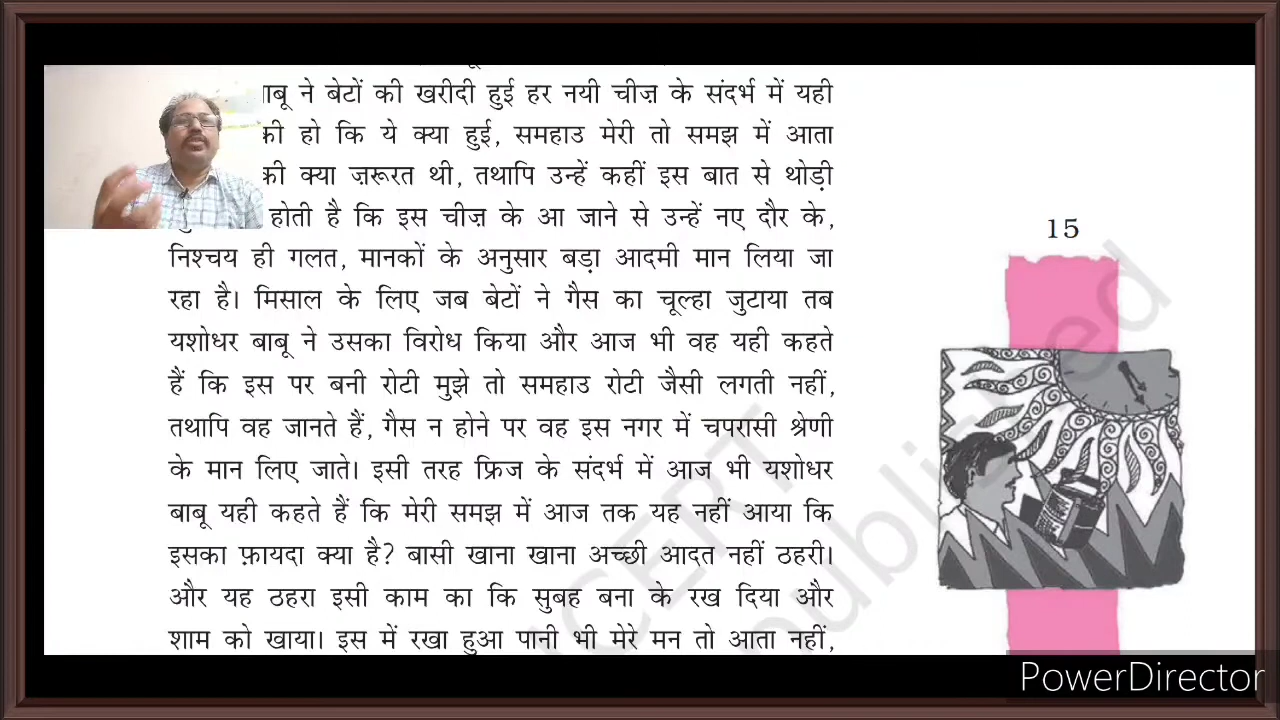 बाबू ने बेटों की खरीदी हुई हर नयी चीज़ के संदर्भ में यही
की हो कि ये क्या हुई, समहाउ मेरी तो समझ में आता
की क्या ज़रूरत थी, तथापि उन्हें कहीं इस बात से थोड़ी
होती है कि इस चीज़ के आ जाने से उन्हें नए दौर के,
निश्चय ही गलत, मानकों के अनुसार बड़ा आदमी मान लिया जा
रहा है। मिसाल के लिए जब बेटों ने गैस का चूल्हा जुटाया तब
यशोधर बाबू ने उसका विरोध किया और आज भी वह यही कहते
हैं कि इस पर बनी रोटी मुझे तो समहाउ रोटी जैसी लगती नहीं,
तथापि वह जानते हैं, गैस न होने पर वह इस नगर में चपरासी श्रेणी
के मान लिए जाते। इसी तरह फ्रिज के संदर्भ में आज भी यशोधर
बाबू यही कहते हैं कि मेरी समझ में आज तक यह नहीं आया कि
इसका फ़ायदा क्या है? बासी खाना खाना अच्छी आदत नहीं ठहरी।
और यह ठहरा इसी काम का कि सुबह बना के रख दिया और
शाम को खाया। इस में रखा हुआ पानी भी मेरे मन तो आता नहीं,
15
NCERT
published
PowerDirector